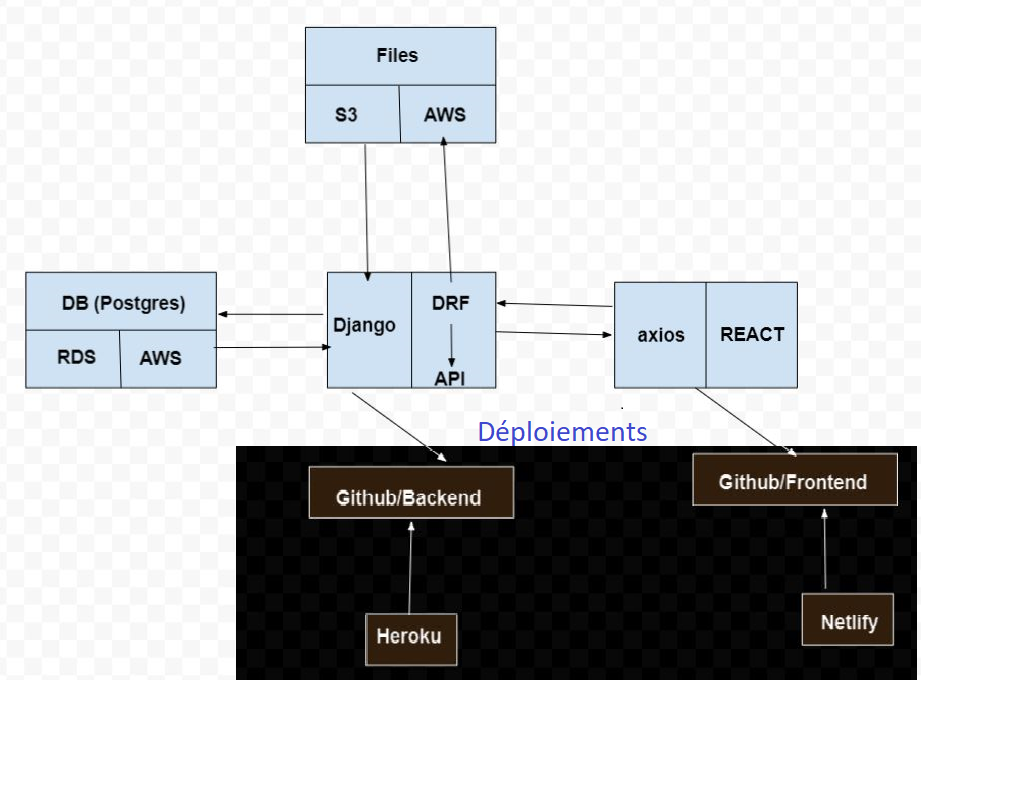 Files
S3
AWS
DB (Postgres)
RDS
AWS
Django
DRF
API
axios
REACT
Déploiements
Github/Backend
Github/Frontend
Heroku
Netlify